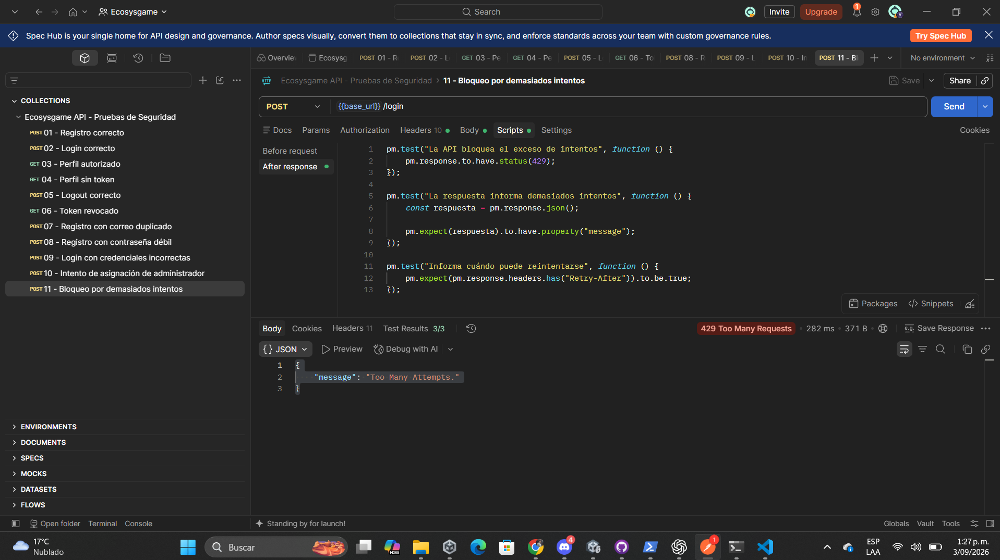 Ecosysgame
Search
Invite
Upgrade
1
Spec Hub is your single home for API design and governance. Author specs visually, convert them to collections that stay in sync, and enforce standards across your team with custom governance rules.
Try Spec Hub
Overviev
Ecosysg
POST 01 - R
POST 02 - L
GET 03 - Pe
GET 04 - Pe
POST 05 - L
GET 06 - To
POST 08 - R
POST 09 - L
POST 10 - In
POST 11 - Bl
No environment
HTTP
Ecosysgame API - Pruebas de Seguridad > 11 - Bloqueo por demasiados intentos
Save
Share
COLLECTIONS
Ecosysgame API - Pruebas de Seguridad
POST 01 - Registro correcto
POST 02 - Login correcto
GET 03 - Perfil autorizado
GET 04 - Perfil sin token
POST 05 - Logout correcto
GET 06 - Token revocado
POST 07 - Registro con correo duplicado
POST 08 - Registro con contraseña débil
POST 09 - Login con credenciales incorrectas
POST 10 - Intento de asignación de administrador
POST 11 - Bloqueo por demasiados intentos
ENVIRONMENTS
DOCUMENTS
SPECS
MOCKS
DATASETS
FLOWS
POST
{{base_url}} /login
Send
Docs
Params
Authorization
Headers 10
Body
Scripts
Settings
Cookies
Before request
After response
1 pm.test("La API bloquea el exceso de intentos", function () {
2 pm.response.to.have.status(429);
3 });
4
5 pm.test("La respuesta informa demasiados intentos", function () {
6 const respuesta = pm.response.json();
7
8 pm.expect(respuesta).to.have.property("message");
9 });
10
11 pm.test("Informa cuándo puede reintentarse", function () {
12 pm.expect(pm.response.headers.has("Retry-After")).to.be.true;
13 });
Packages
Snippets
Body
Cookies
Headers 11
Test Results 3/3
429 Too Many Requests
282 ms
371 B
e.g. Save Response
{} JSON
Preview
Debug with AI
1 {
2 "message": "Too Many Attempts."
3 }
Open folder
Terminal
Console
Standing by for launch!
Globals
Vault
Tools
17°C
Nublado
Buscar
M365
4
6
1
ESP
LAA
1:27 p. m.
3/09/2026